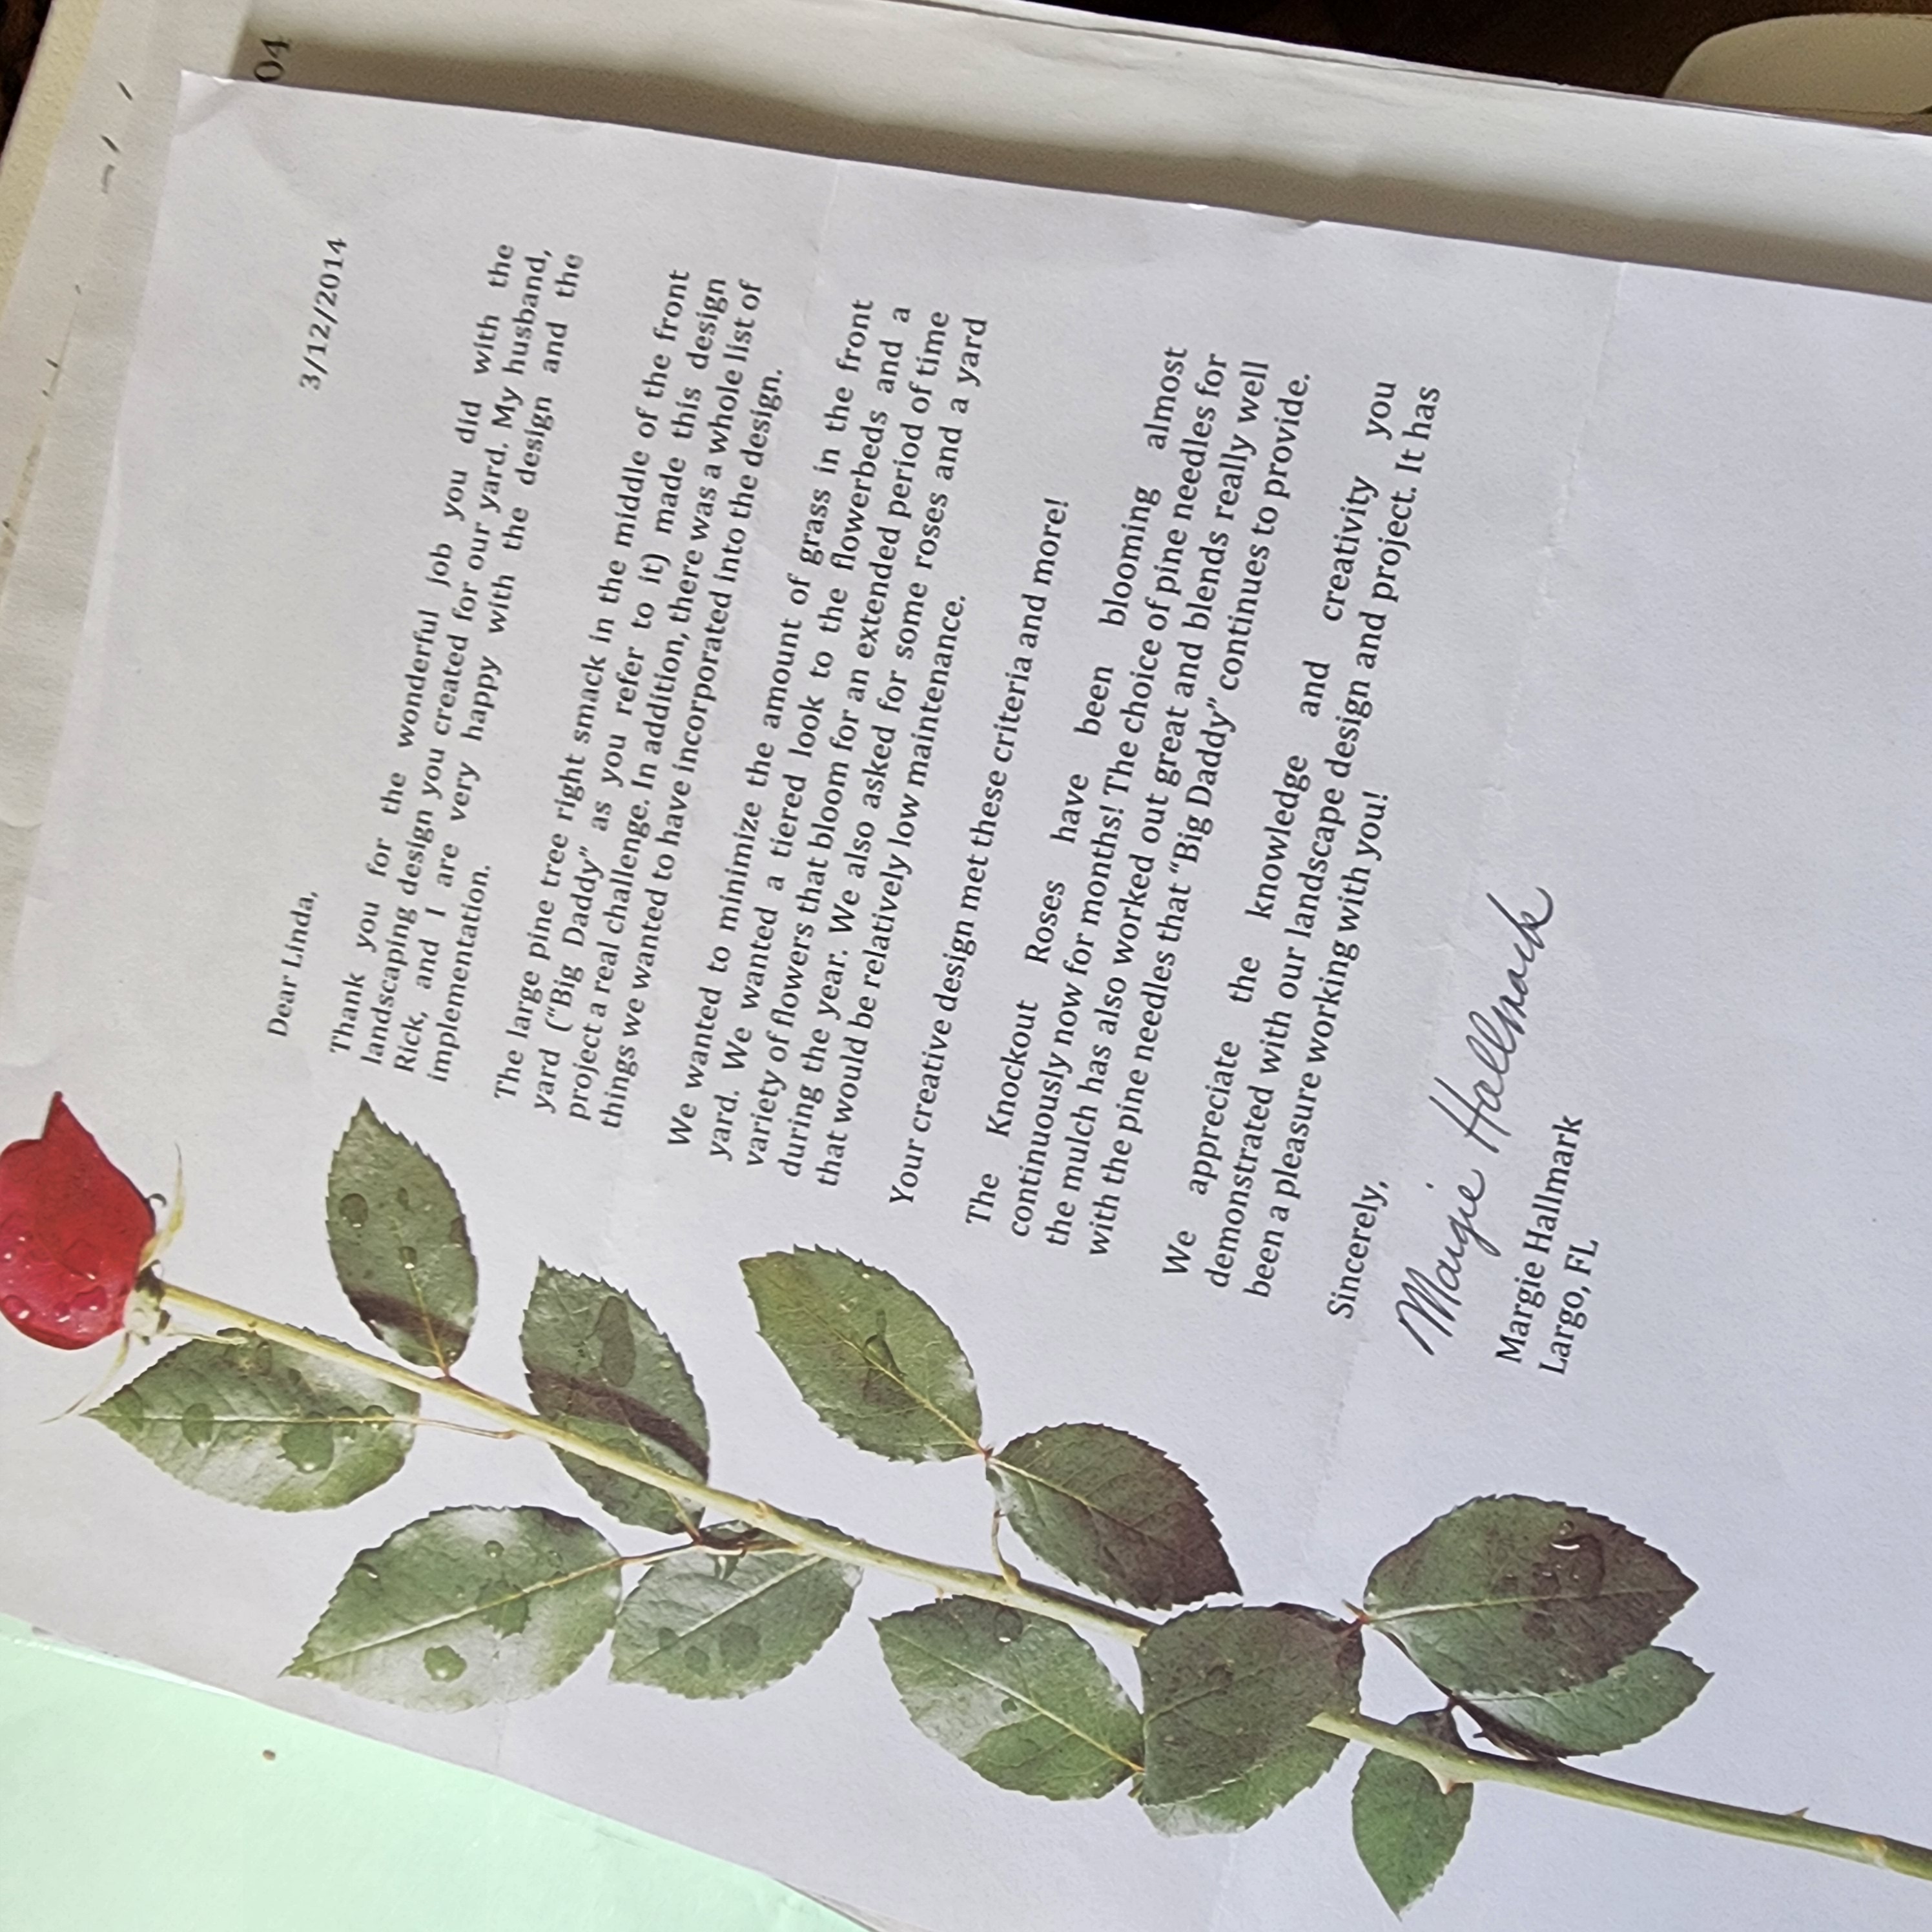 04
Dear Linda,
3/12/2014
Thank you for the wonderful job you did with the
landscaping design you created for our yard. My husband,
Rick, and I are very happy with the design and the
implementation.
The large pine tree right smack in the middle of the front
yard (“Big Daddy” as you refer to it) made this design
project a real challenge. In addition, there was a whole list of
things we wanted to have incorporated into the design.
We wanted to minimize the amount of grass in the front
yard. We wanted a tiered look to the flowerbeds and a
variety of flowers that bloom for an extended period of time
during the year. We also asked for some roses and a yard
that would be relatively low maintenance.
Your creative design met these criteria and more!
The Knockout Roses have been blooming almost
continuously now for months! The choice of pine needles for
the mulch has also worked out great and blends really well
with the pine needles that “Big Daddy” continues to provide.
We appreciate the knowledge and creativity you
demonstrated with our landscape design and project. It has
been a pleasure working with you!
Sincerely,
Margie Hallmark
Margie Hallmark
Largo, FL